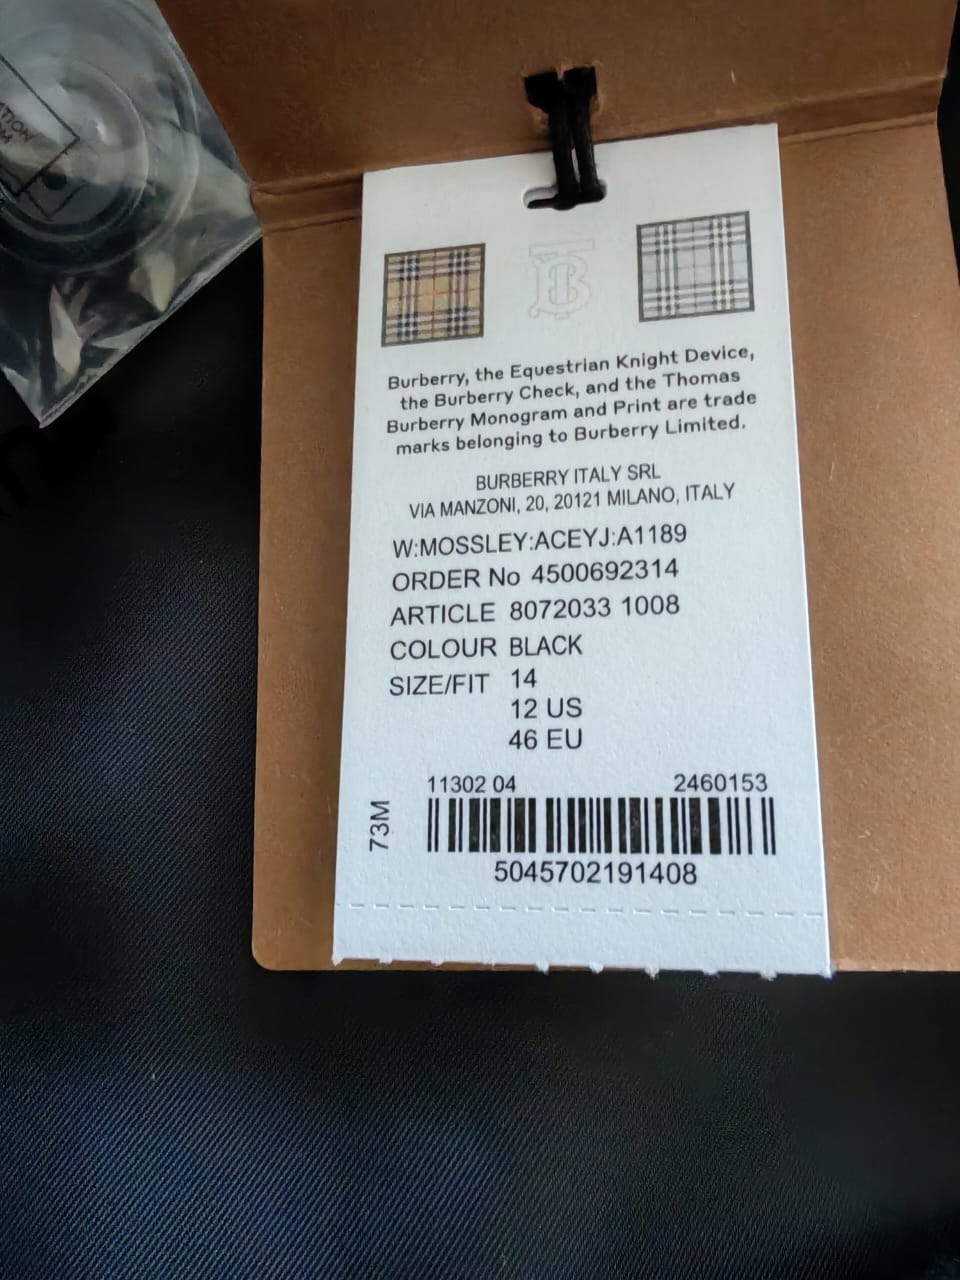 Burberry, the Equestrian Knight Device,
the Burberry Check, and the Thomas
Burberry Monogram and Print are trade
marks belonging to Burberry Limited.
BURBERRY ITALY SRL
VIA MANZONI, 20, 20121 MILANO, ITALY
W:MOSSLEY:ACEYJ:A1189
ORDER No 4500692314
ARTICLE 8072033 1008
COLOUR BLACK
SIZE/FIT 14
12 US
46 EU
11302 04 2460153
73M
5045702191408